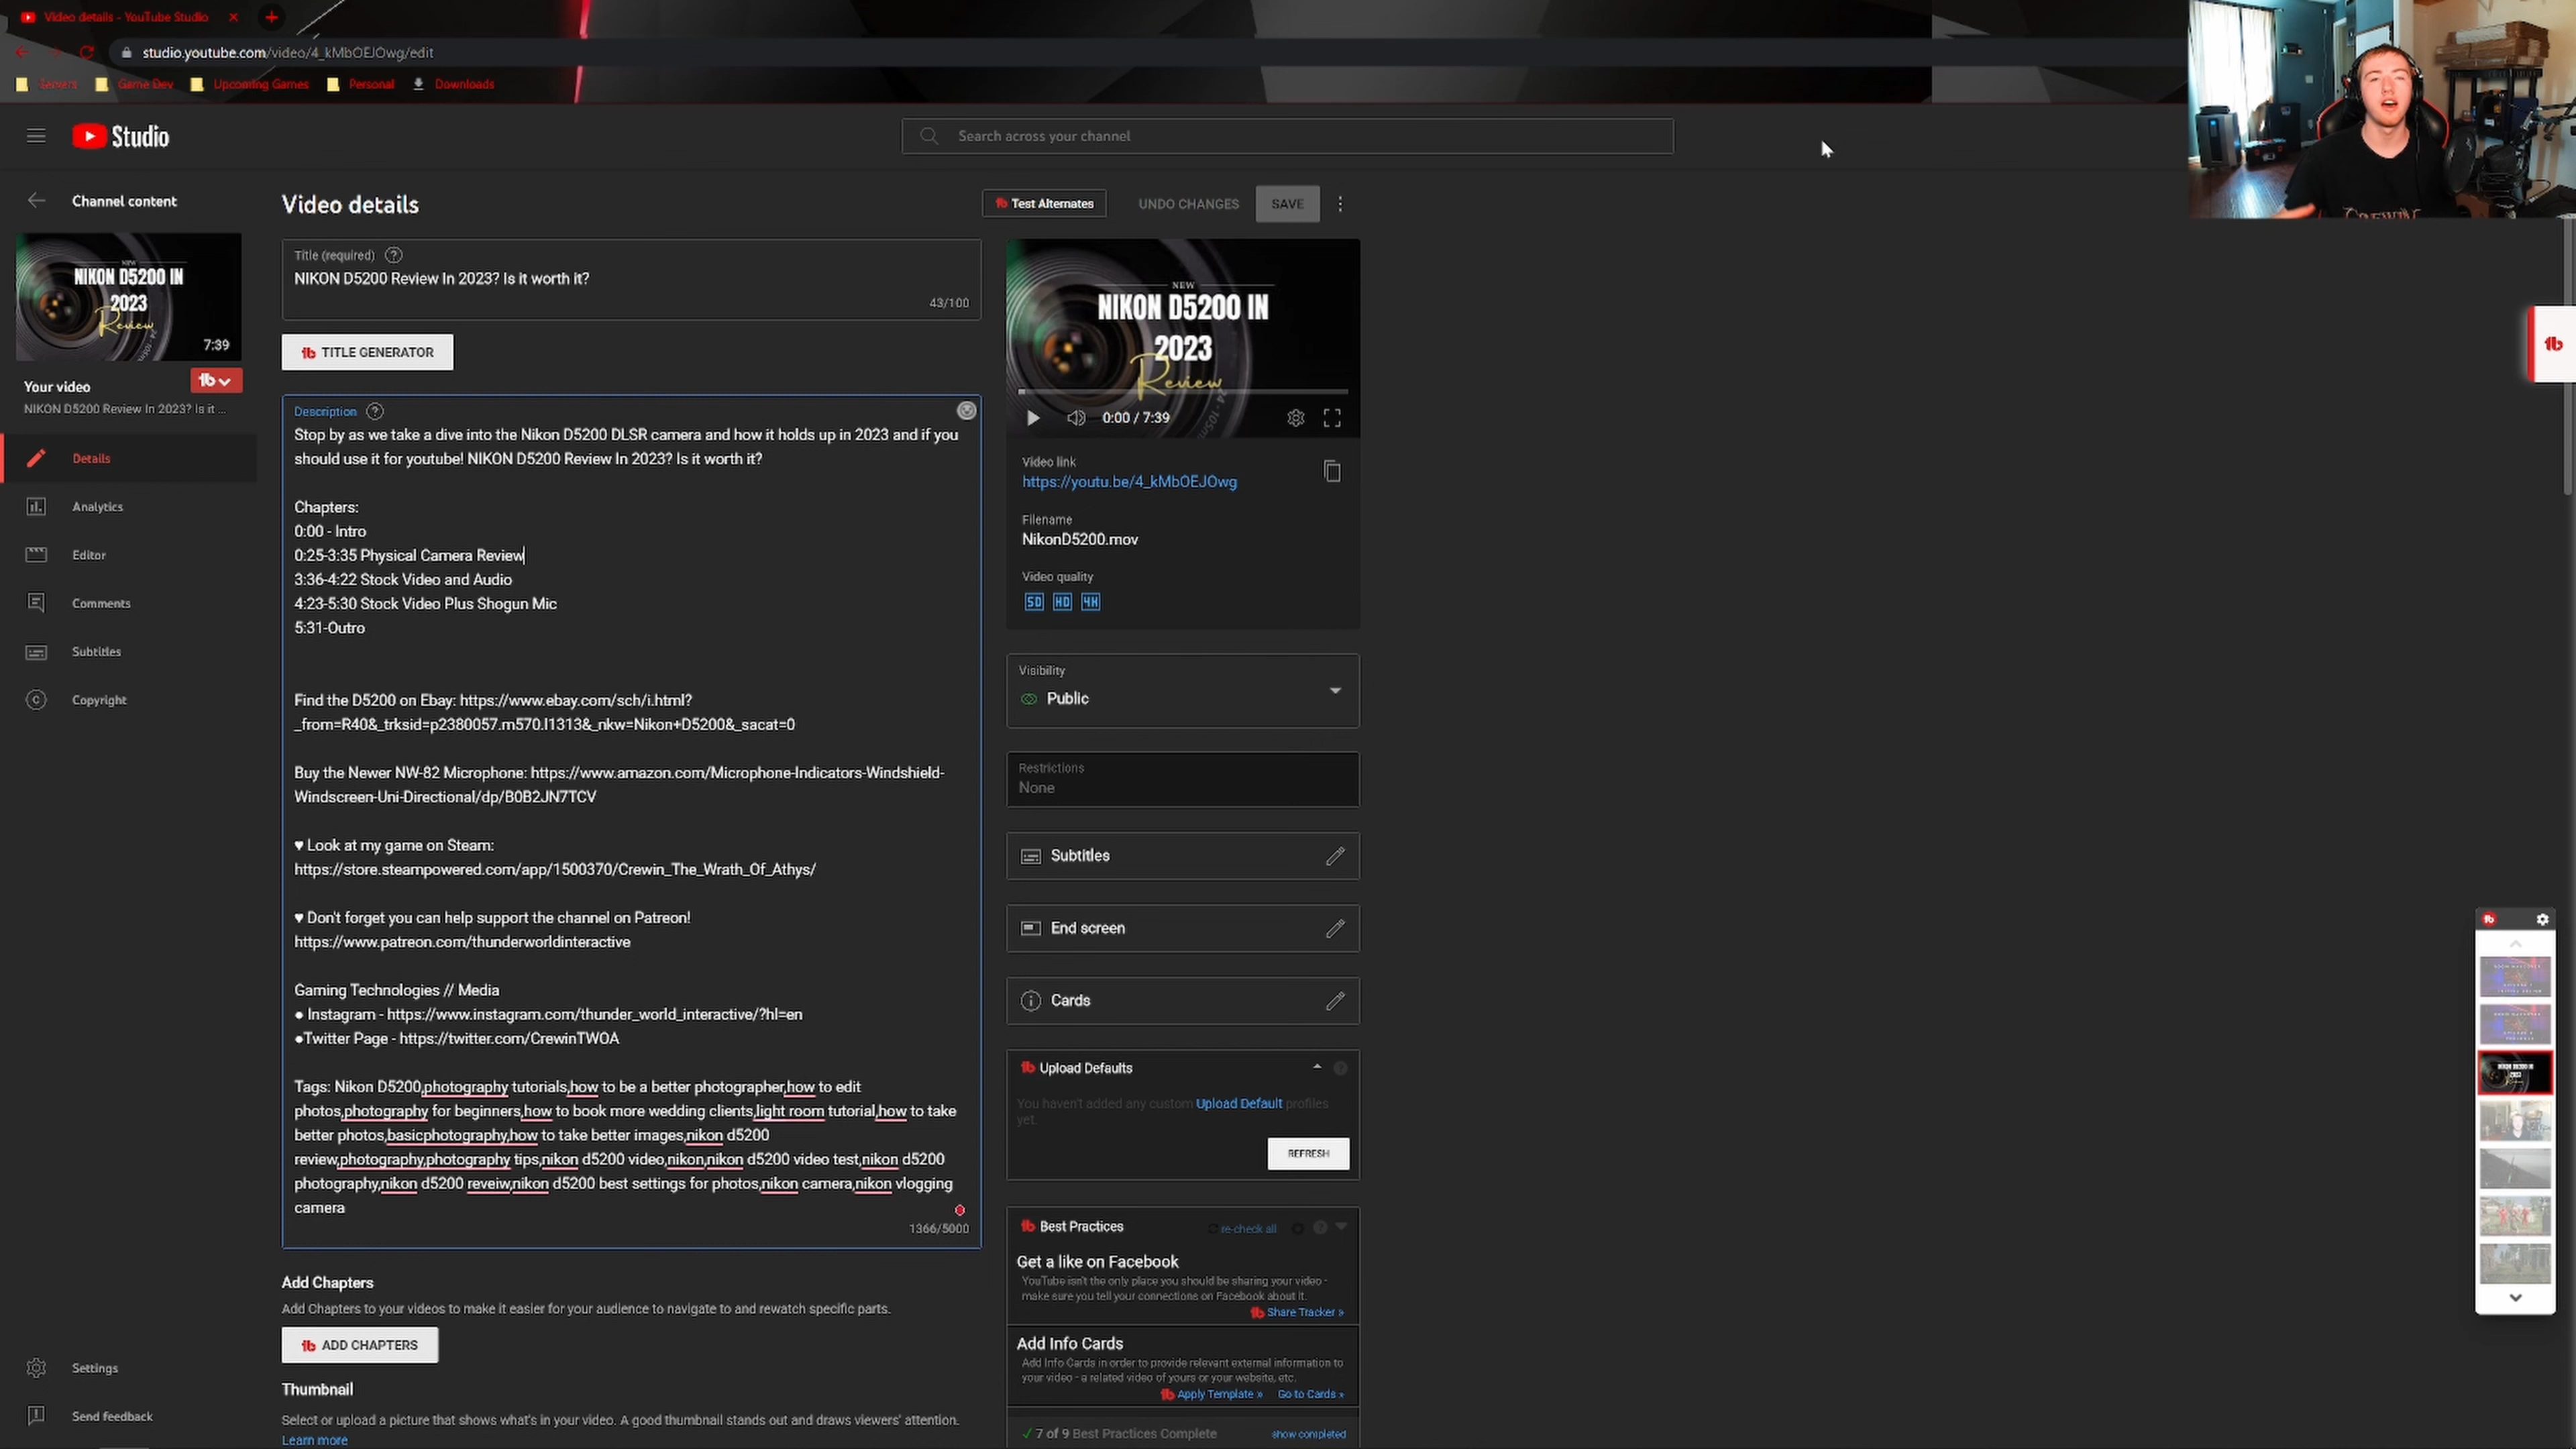 Video details - YouTube Studio
studio.youtube.com/video/4_kMbOEJOwg/edit
Servers
Game Dev
Upcoming Games
Personal
Downloads
Studio
Search across your channel
Channel content
Video details
Test Alternates
UNDO CHANGES
SAVE
NEW
NIKON D5200 IN
2023
Review
7:39
Your video
NIKON D5200 Review In 2023? Is it ...
Details
Analytics
Editor
Comments
Subtitles
Copyright
Settings
Send feedback
Title (required)
NIKON D5200 Review In 2023? Is it worth it?
43/100
TITLE GENERATOR
Description
Stop by as we take a dive into the Nikon D5200 DLSR camera and how it holds up in 2023 and if you
should use it for youtube! NIKON D5200 Review In 2023? Is it worth it?
Chapters:
0:00 - Intro
0:25-3:35 Physical Camera Review
3:36-4:22 Stock Video and Audio
4:23-5:30 Stock Video Plus Shogun Mic
5:31-Outro
Find the D5200 on Ebay: https://www.ebay.com/sch/i.html?
_from=R40&_trksid=p2380057.m570.l1313&_nkw=Nikon+D5200&_sacat=0
Buy the Newer NW-82 Microphone: https://www.amazon.com/Microphone-Indicators-Windshield-
Windscreen-Uni-Directional/dp/B0B2JN7TCV
♥ Look at my game on Steam:
https://store.steampowered.com/app/1500370/Crewin_The_Wrath_Of_Athys/
♥ Don't forget you can help support the channel on Patreon!
https://www.patreon.com/thunderworldinteractive
Gaming Technologies // Media
● Instagram - https://www.instagram.com/thunder_world_interactive/?hl=en
●Twitter Page - https://twitter.com/CrewinTWOA
Tags: Nikon D5200,photography tutorials,how to be a better photographer,how to edit
photos,photography for beginners,how to book more wedding clients,light room tutorial,how to take
better photos,basicphotography,how to take better images,nikon d5200
review,photography,photography tips,nikon d5200 video,nikon,nikon d5200 video test,nikon d5200
photography,nikon d5200 reveiw,nikon d5200 best settings for photos,nikon camera,nikon vlogging
camera
1366/5000
Add Chapters
Add Chapters to your videos to make it easier for your audience to navigate to and rewatch specific parts.
ADD CHAPTERS
Thumbnail
Select or upload a picture that shows what's in your video. A good thumbnail stands out and draws viewers' attention.
Learn more
NEW
NIKON D5200 IN
2023
Review
24-105m
0:00 / 7:39
Video link
https://youtu.be/4_kMbOEJOwg
Filename
NikonD5200.mov
Video quality
SD HD 4K
Visibility
Public
Restrictions
None
Subtitles
End screen
Cards
Upload Defaults
You haven't added any custom Upload Default profiles
yet.
REFRESH
Best Practices
re-check all
Get a like on Facebook
YouTube isn't the only place you should be sharing your video -
make sure you tell your connections on Facebook about it.
Share Tracker »
Add Info Cards
Add Info Cards in order to provide relevant external information to
your video - a related video of yours or your website, etc.
Apply Template »
Go to Cards »
7 of 9 Best Practices Complete
show completed
CREWIN